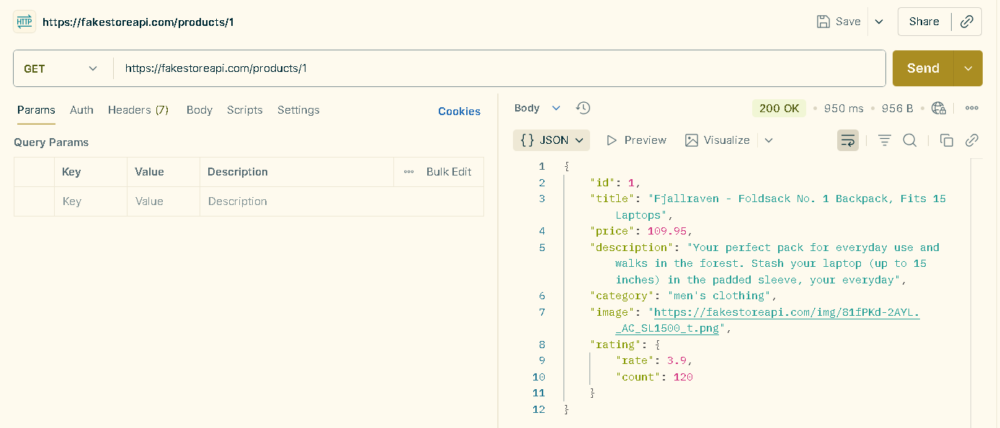 HTTP https://fakestoreapi.com/products/1 Save Share
GET https://fakestoreapi.com/products/1 Send
Params Auth Headers (7) Body Scripts Settings Cookies
Query Params
Key Value Description Bulk Edit
Key Value Description
Body 200 OK 950 ms 956 B
{} JSON Preview Visualize
1 {
2 "id": 1,
3 "title": "Fjallraven - Foldsack No. 1 Backpack, Fits 15
Laptops",
4 "price": 109.95,
5 "description": "Your perfect pack for everyday use and
walks in the forest. Stash your laptop (up to 15
inches) in the padded sleeve, your everyday",
6 "category": "men's clothing",
7 "image": "https://fakestoreapi.com/img/81fPKd-2AYL.
_AC_SL1500_t.png",
8 "rating": {
9 "rate": 3.9,
10 "count": 120
11 }
12 }